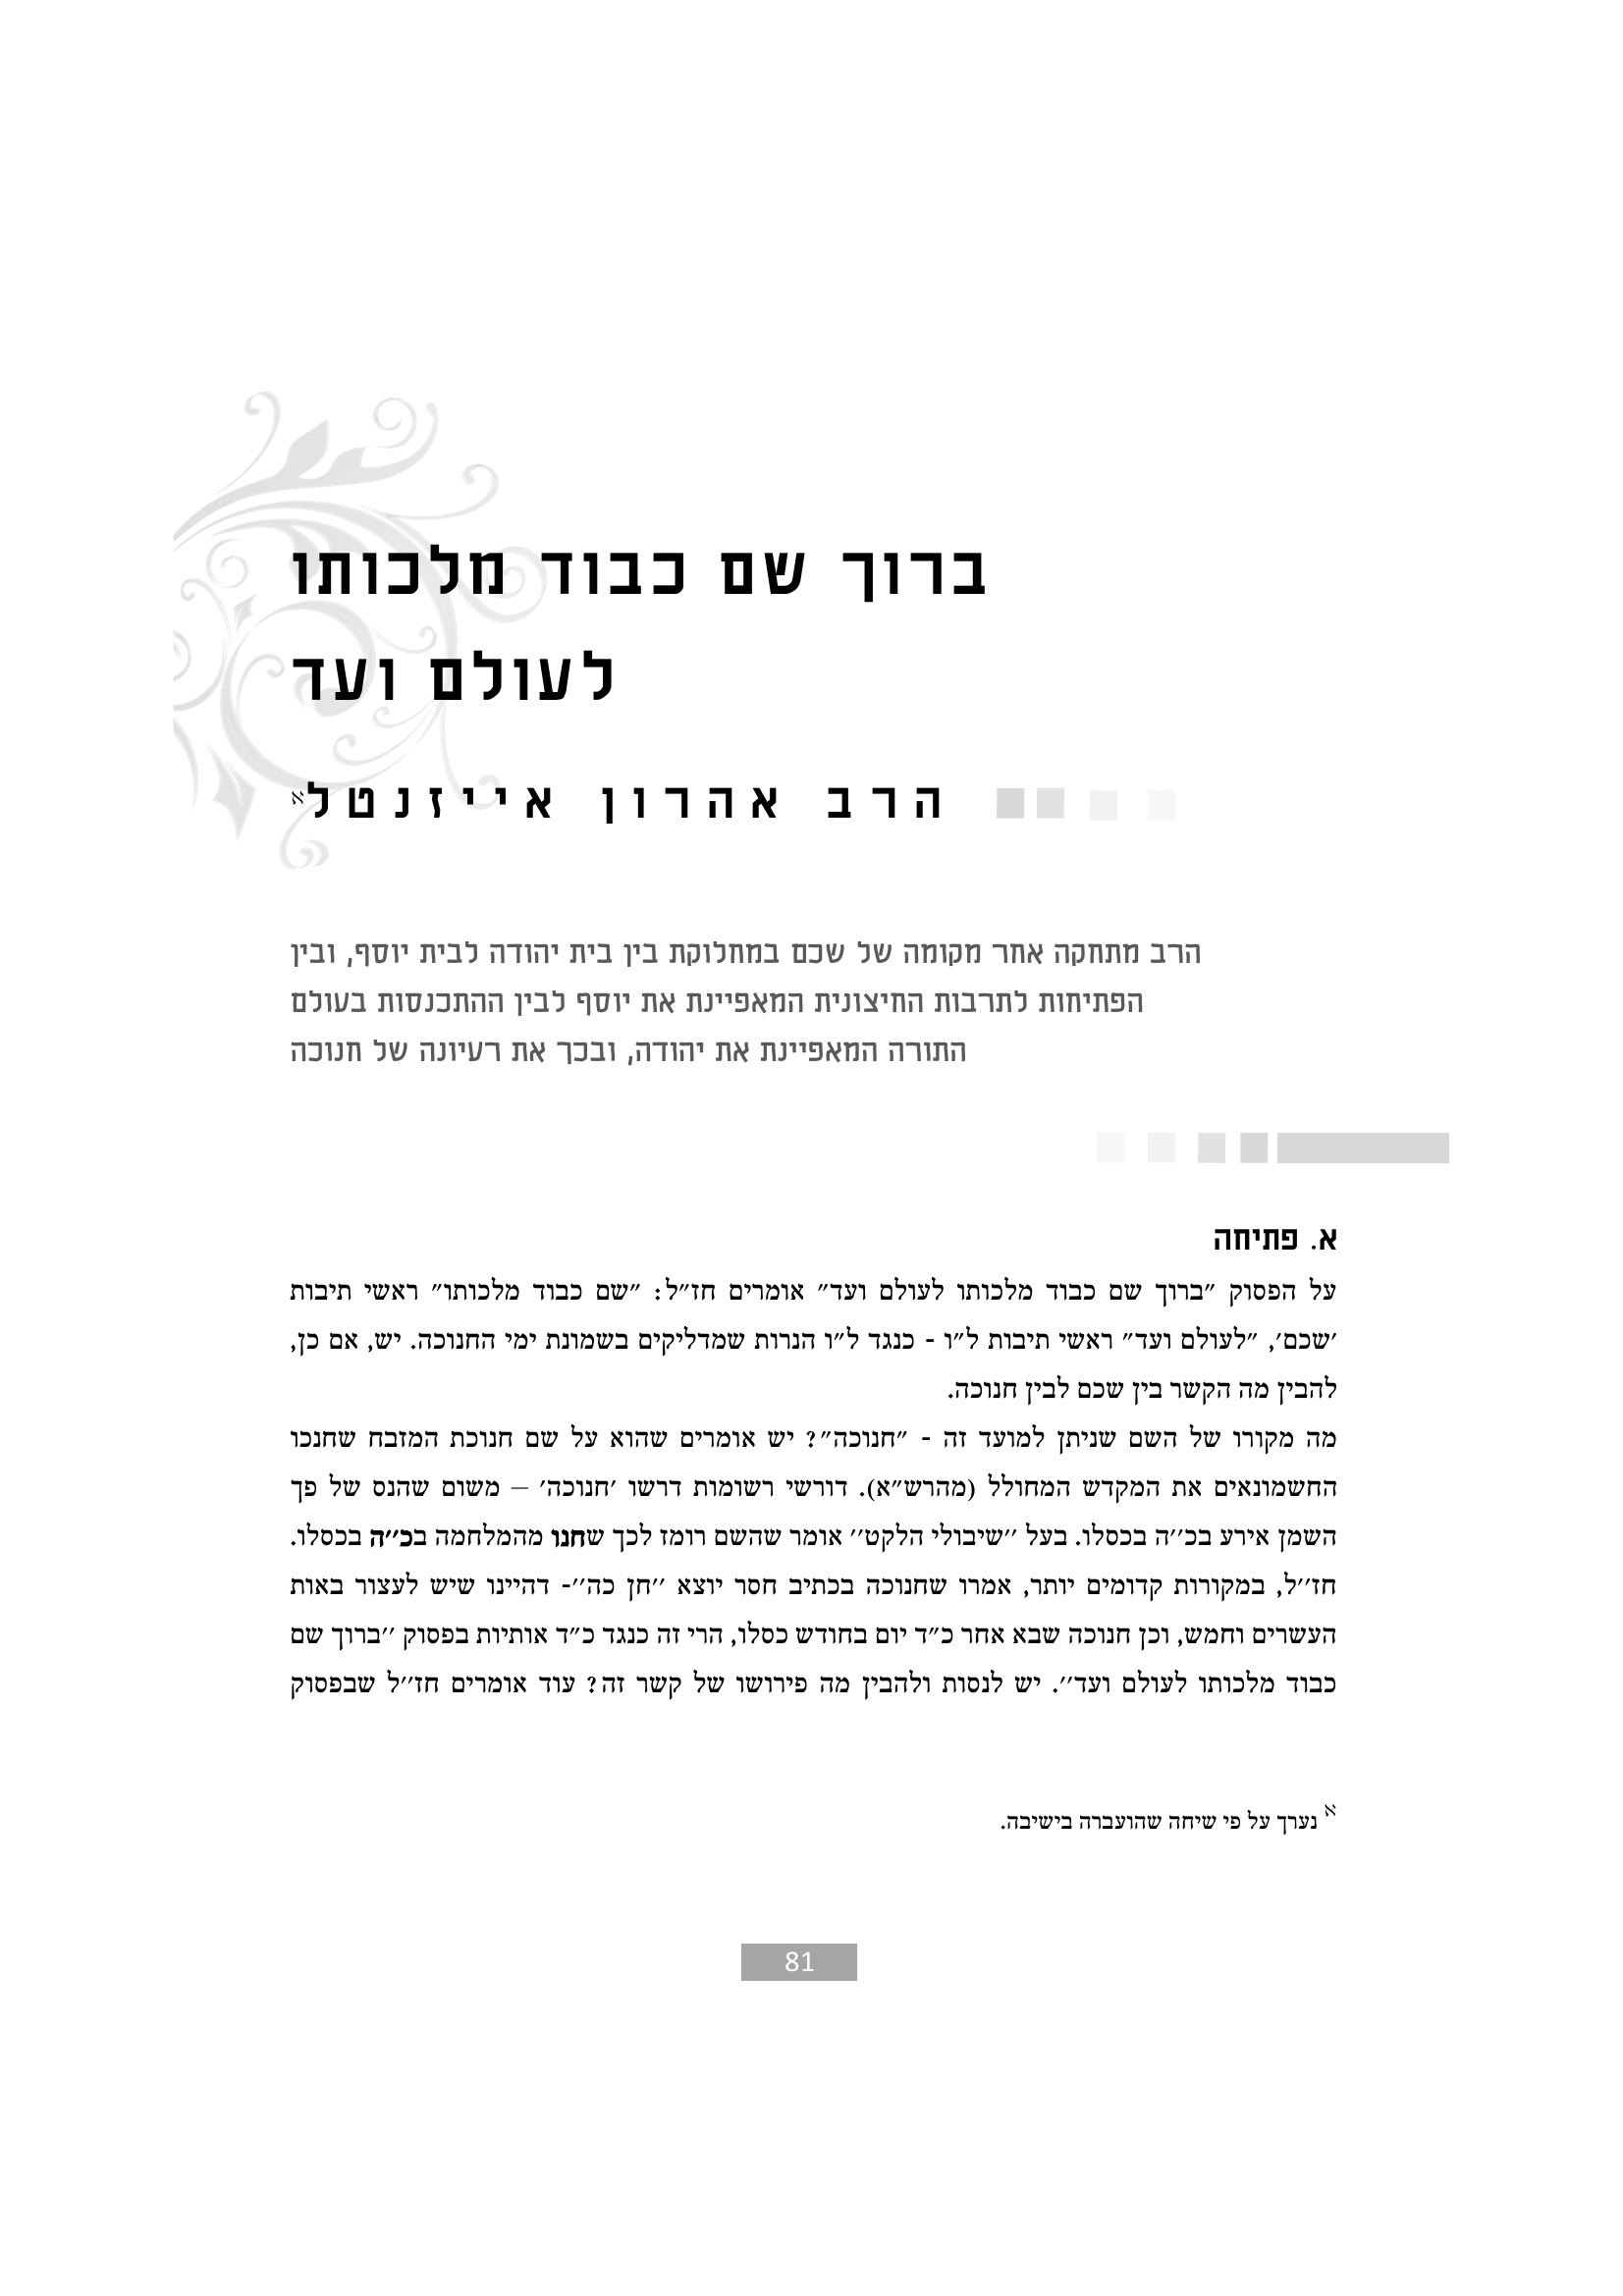 ברוך שם כבוד מלכותו
לעולם ועד
הרב אהרון אייזנטלא
הרב מתחקה אחר מקומה של שכם במחלוקת בין בית יהודה לבית יוסף, ובין
הפתיחות לתרבות החיצונית המאפיינת את יוסף לבין ההתכנסות בעולם
התורה המאפיינת את יהודה, ובכך את רעיונה של חנוכה
א. פתיחה
על הפסוק "ברוך שם כבוד מלכותו לעולם ועד" אומרים חז"ל: "שם כבוד מלכותו" ראשי תיבות
'שכם', "לעולם ועד" ראשי תיבות ל"ו - כנגד ל"ו הנרות שמדליקים בשמונת ימי החנוכה. יש, אם כן,
להבין מה הקשר בין שכם לבין חנוכה.
מה מקורו של השם שניתן למועד זה - "חנוכה"? יש אומרים שהוא על שם חנוכת המזבח שחנכו
החשמונאים את המקדש המחולל (מהרש"א). דורשי רשומות דרשו 'חנוכה' – משום שהנס של פך
השמן אירע בכ''ה בכסלו. בעל ''שיבולי הלקט'' אומר שהשם רומז לכך שחנו מהמלחמה בכ''ה בכסלו.
חז''ל, במקורות קדומים יותר, אמרו שחנוכה בכתיב חסר יוצא ''חן כה''- דהיינו שיש לעצור באות
העשרים וחמש, וכן חנוכה שבא אחר כ"ד יום בחודש כסלו, הרי זה כנגד כ"ד אותיות בפסוק ''ברוך שם
כבוד מלכותו לעולם ועד''. יש לנסות ולהבין מה פירושו של קשר זה? עוד אומרים חז''ל שבפסוק
א נערך על פי שיחה שהועברה בישיבה.
81